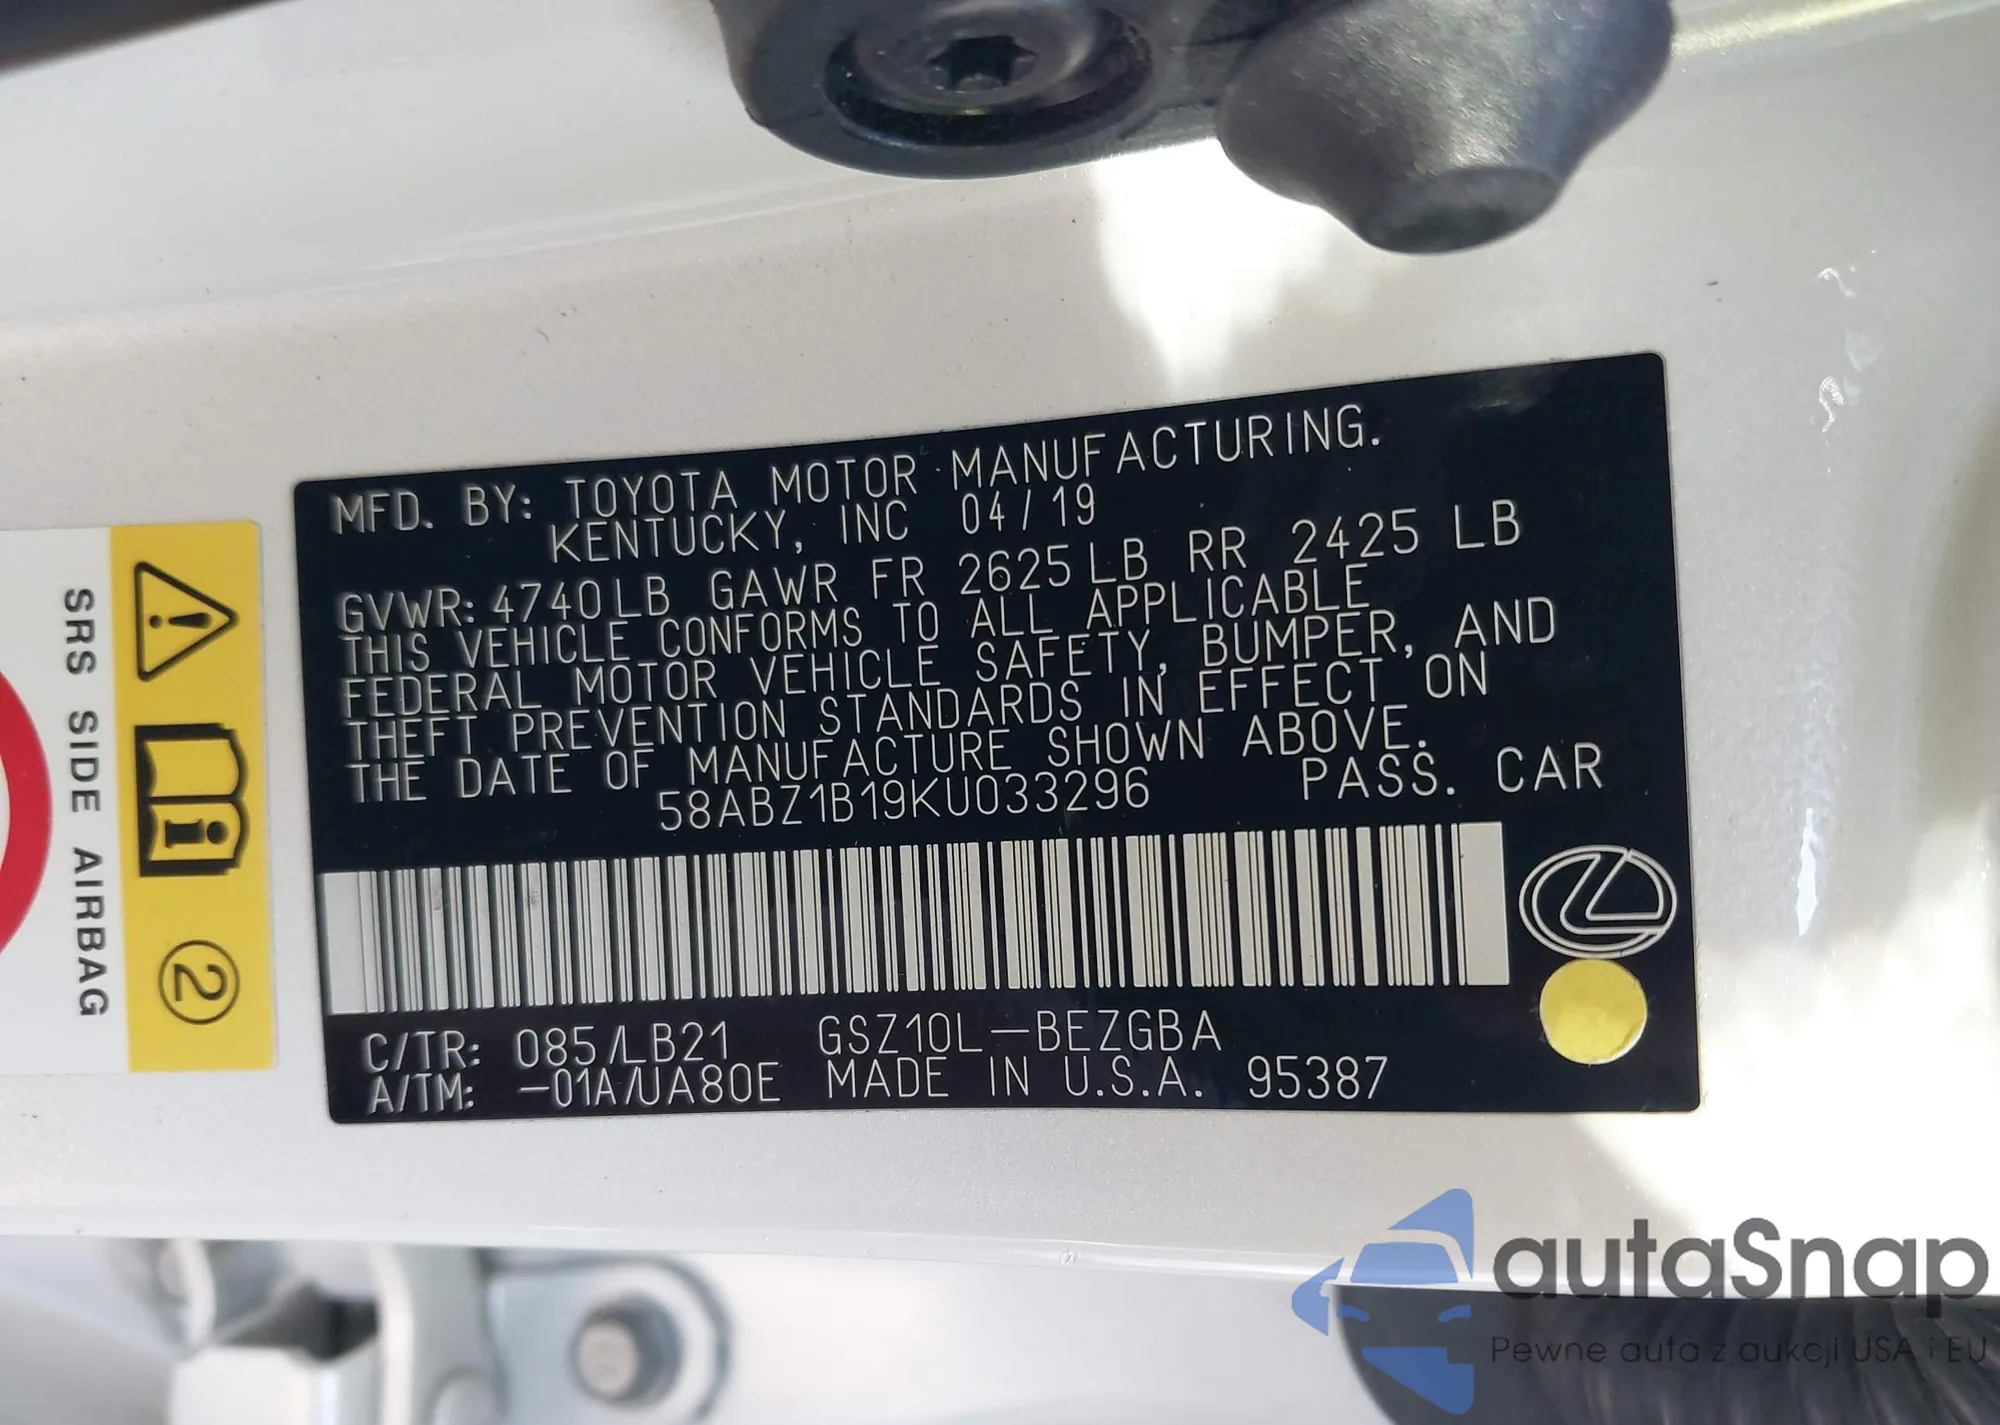 MFD. BY: TOYOTA MOTOR MANUFACTURING.
KENTUCKY, INC 04/19
GVWR: 4740LB GAWR FR 2625LB RR 2425 LB
THIS VEHICLE CONFORMS TO ALL APPLICABLE
FEDERAL MOTOR VEHICLE SAFETY, BUMPER, AND
THEFT PREVENTION STANDARDS IN EFFECT ON
THE DATE OF MANUFACTURE SHOWN ABOVE.
58ABZ1B19KU033296 PASS. CAR
C/TR: 085/LB21 GSZ10L-BEZGBA
A/TM: -01A/UA80E MADE IN U.S.A. 95387
SRS SIDE AIRBAG
2
autaSnap
Pewne auta z aukcji USA i EU